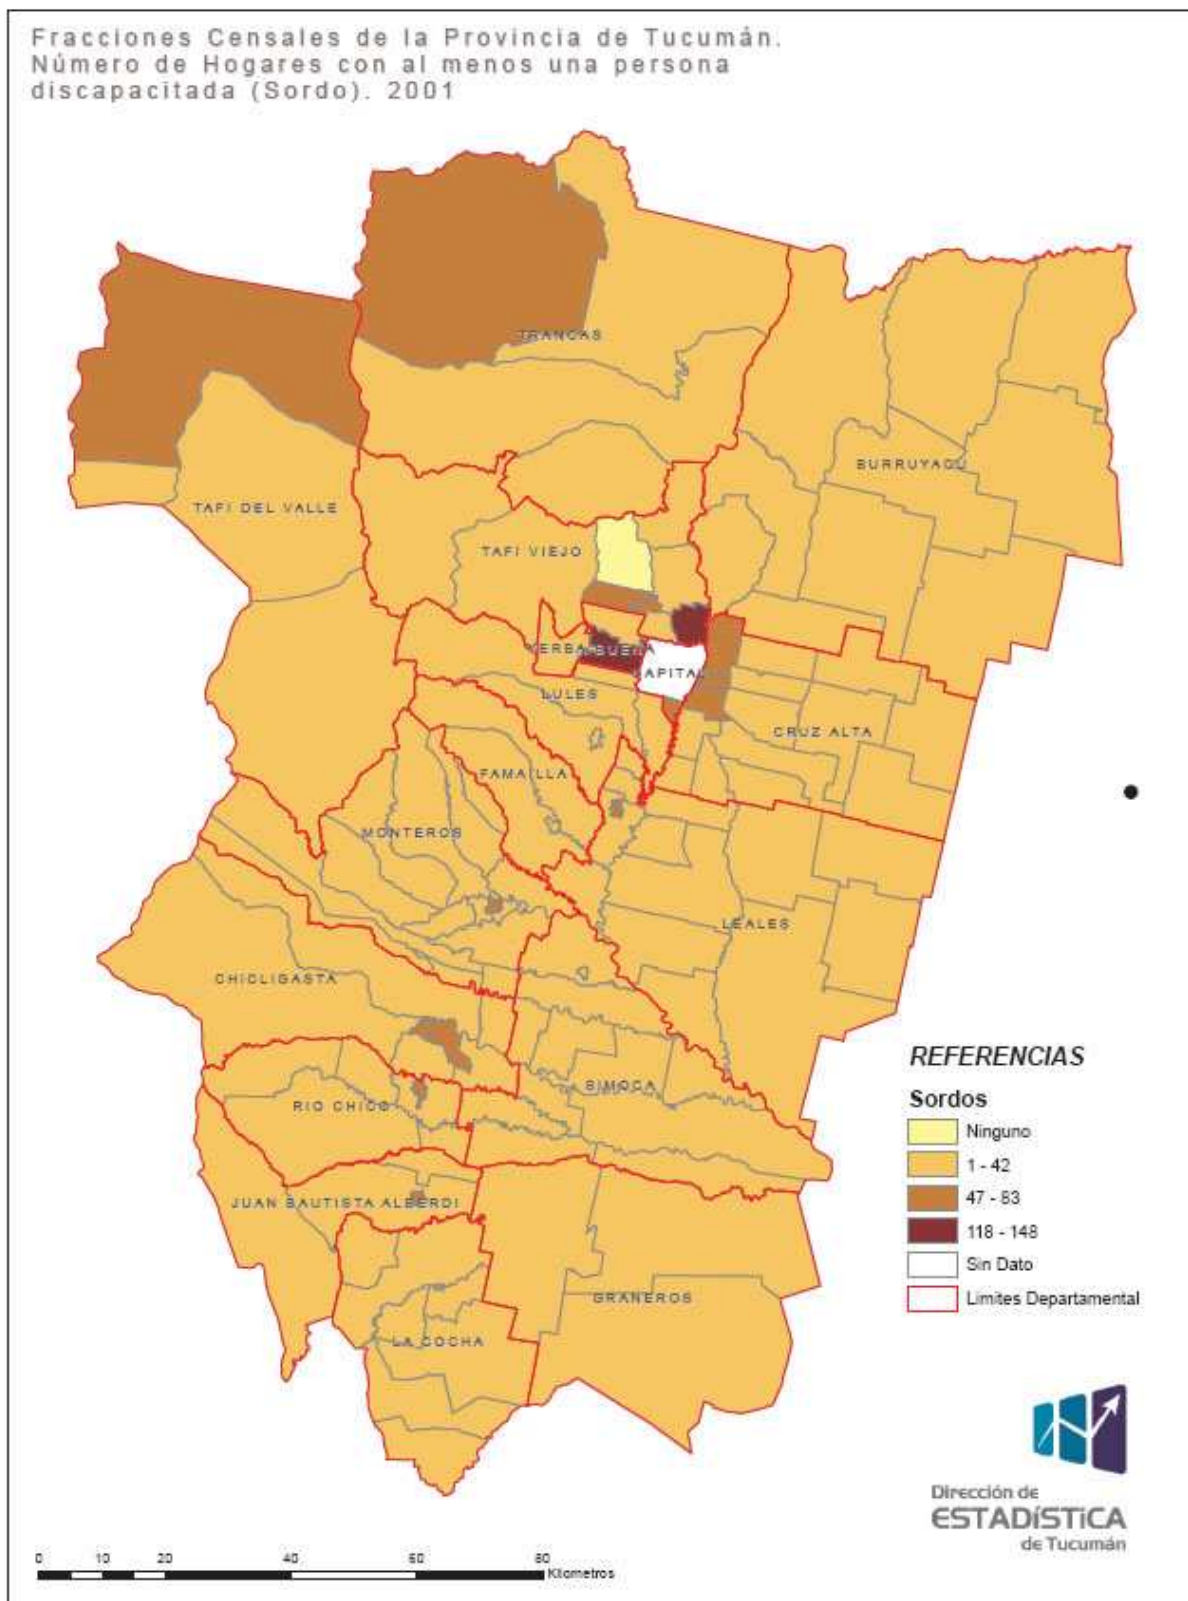 Fracciones Censales de la Provincia de Tucumán.
Número de Hogares con al menos una persona
discapacitada (Sordo). 2001
TRANCAS
BURRUYACU
TAFI DEL VALLE
TAFI VIEJO
YERBA BUENA
CAPITAL
LULES
CRUZ ALTA
FAMAILLA
MONTEROS
LEALES
CHICLIGASTA
SIMOCA
RIO CHICO
JUAN BAUTISTA ALBERDI
GRANEROS
LA COCHA
REFERENCIAS
Sordos
Ninguno
1 - 42
47 - 83
118 - 148
Sin Dato
Limites Departamental
Dirección de
ESTADíSTiCA
de Tucumán
0 10 20 40 60 80
Kilometros